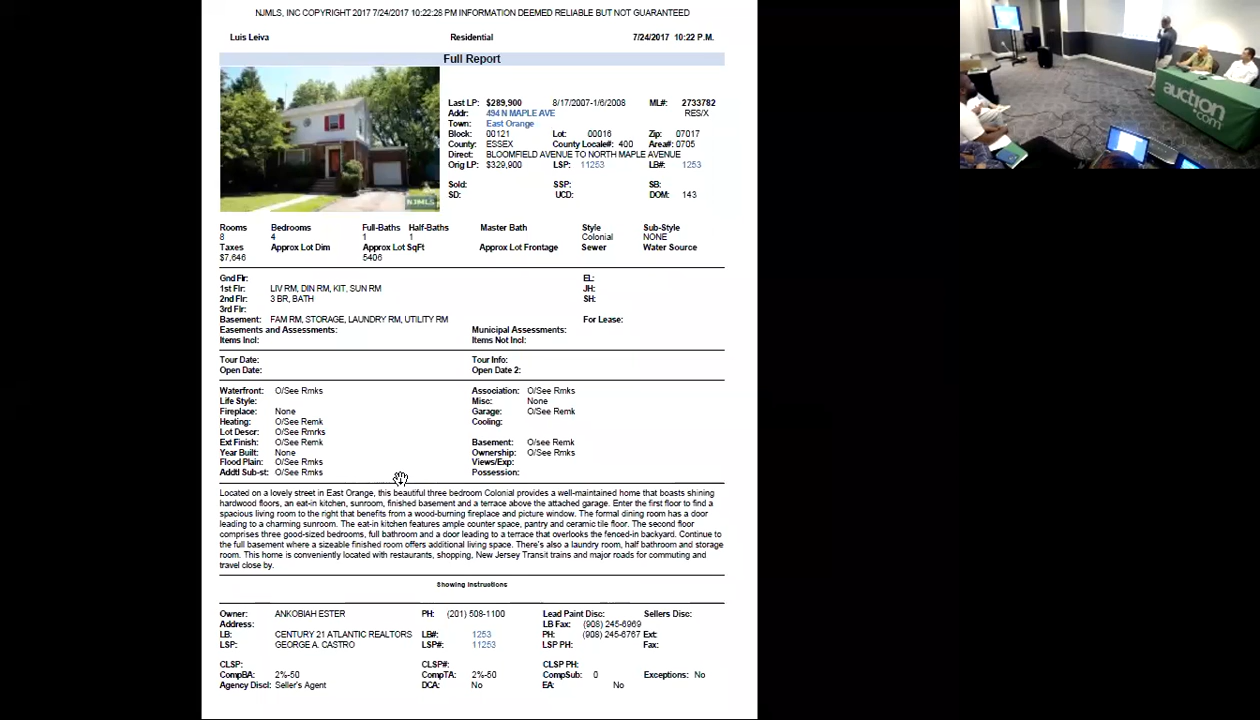 NJMLS, INC COPYRIGHT 2017 7/24/2017 10:22:28 PM INFORMATION DEEMED RELIABLE BUT NOT GUARANTEED
Luis Leiva Residential 7/24/2017 10:22 P.M.
Full Report
NJMLS
Last LP: $289,900 8/17/2007-1/6/2008 ML#: 2733782
Addr: 494 N MAPLE AVE RES/X
Town: East Orange
Block: 00121 Lot: 00016 Zip: 07017
County: ESSEX County Locale#: 400 Area#: 0705
Direct: BLOOMFIELD AVENUE TO NORTH MAPLE AVENUE
Orig LP: $329,900 LSP: 11253 LB#: 1253
Sold: SSP: SB:
SD: UCD: DOM: 143
Rooms Bedrooms Full-Baths Half-Baths Master Bath Style Sub-Style
8 4 1 1 Colonial NONE
Taxes Approx Lot Dim Approx Lot SqFt Approx Lot Frontage Sewer Water Source
$7,646 5406
Gnd Flr: EL:
1st Flr: LIV RM, DIN RM, KIT, SUN RM JH:
2nd Flr: 3 BR, BATH SH:
3rd Flr:
Basement: FAM RM, STORAGE, LAUNDRY RM, UTILITY RM For Lease:
Easements and Assessments: Municipal Assessments:
Items Incl: Items Not Incl:
Tour Date: Tour Info:
Open Date: Open Date 2:
Waterfront: O/See Rmks Association: O/See Rmks
Life Style: Misc: None
Fireplace: None Garage: O/See Remk
Heating: O/See Remk Cooling:
Lot Descr: O/See Rmrks
Ext Finish: O/See Remk Basement: O/see Remk
Year Built: None Ownership: O/See Rmks
Flood Plain: O/See Rmks Views/Exp:
Addtl Sub-st: O/See Rmks Possession:
Located on a lovely street in East Orange, this beautiful three bedroom Colonial provides a well-maintained home that boasts shining
hardwood floors, an eat-in kitchen, sunroom, finished basement and a terrace above the attached garage. Enter the first floor to find a
spacious living room to the right that benefits from a wood-burning fireplace and picture window. The formal dining room has a door
leading to a charming sunroom. The eat-in kitchen features ample counter space, pantry and ceramic tile floor. The second floor
comprises three good-sized bedrooms, full bathroom and a door leading to a terrace that overlooks the fenced-in backyard. Continue to
the full basement where a sizeable finished room offers additional living space. There's also a laundry room, half bathroom and storage
room. This home is conveniently located with restaurants, shopping, New Jersey Transit trains and major roads for commuting and
travel close by.
Showing Instructions
Owner: ANKOBIAH ESTER PH: (201) 508-1100 Lead Paint Disc: Sellers Disc:
Address: LB Fax: (908) 245-6969
LB: CENTURY 21 ATLANTIC REALTORS LB#: 1253 PH: (908) 245-6767 Ext:
LSP: GEORGE A. CASTRO LSP#: 11253 LSP PH: Fax:
CLSP: CLSP#: CLSP PH:
CompBA: 2%-50 CompTA: 2%-50 CompSub: 0 Exceptions: No
Agency Discl: Seller's Agent DCA: No EA: No
auction
.com